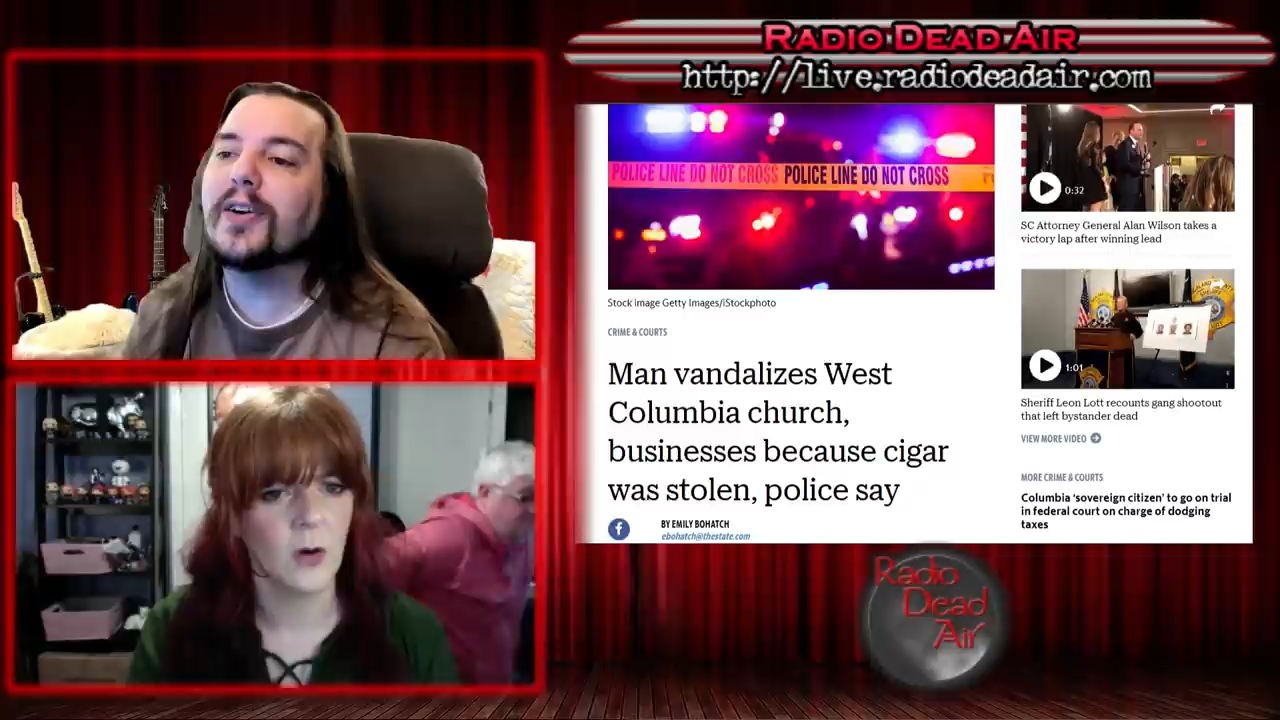 RADIO DEAD AIR
http://live.radiodeadair.com
POLICE LINE DO NOT CROSS POLICE LINE DO NOT CROSS
Stock image Getty Images/iStockphoto
CRIME & COURTS
Man vandalizes West
Columbia church,
businesses because cigar
was stolen, police say
BY EMILY BOHATCH
ebohatch@thestate.com
0:32
SC Attorney General Alan Wilson takes a
victory lap after winning lead
1:01
Sheriff Leon Lott recounts gang shootout
that left bystander dead
VIEW MORE VIDEO
MORE CRIME & COURTS
Columbia ‘sovereign citizen’ to go on trial
in federal court on charge of dodging
taxes
Radio
Dead
Air